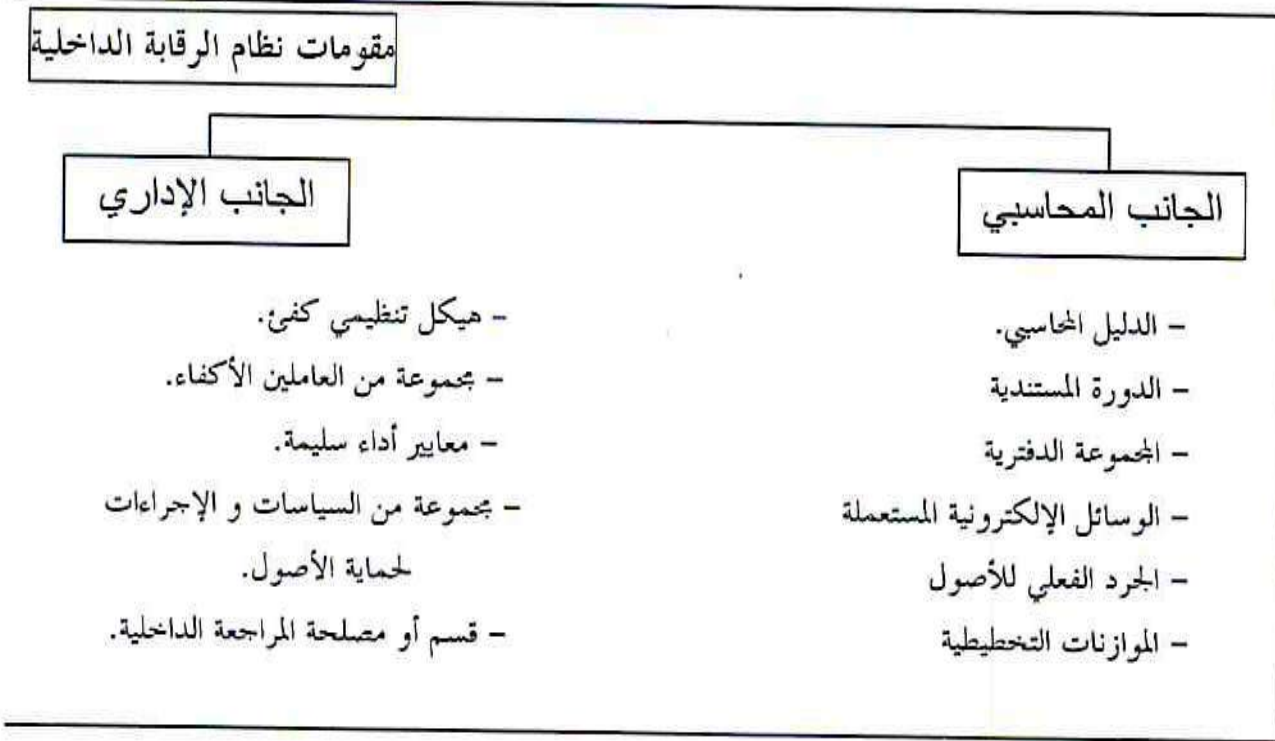 مقومات نظام الرقابة الداخلية
الجانب المحاسبي
- الدليل المحاسبي.
- الدورة المستندية
- المجموعة الدفترية
- الوسائل الإلكترونية المستعملة
- الجرد الفعلي للأصول
- الموازنات التخطيطية
الجانب الإداري
- هيكل تنظيمي كفئ.
- مجموعة من العاملين الأكفاء.
- معايير أداء سليمة.
- مجموعة من السياسات و الإجراءات
لحماية الأصول.
- قسم أو مصلحة المراجعة الداخلية.